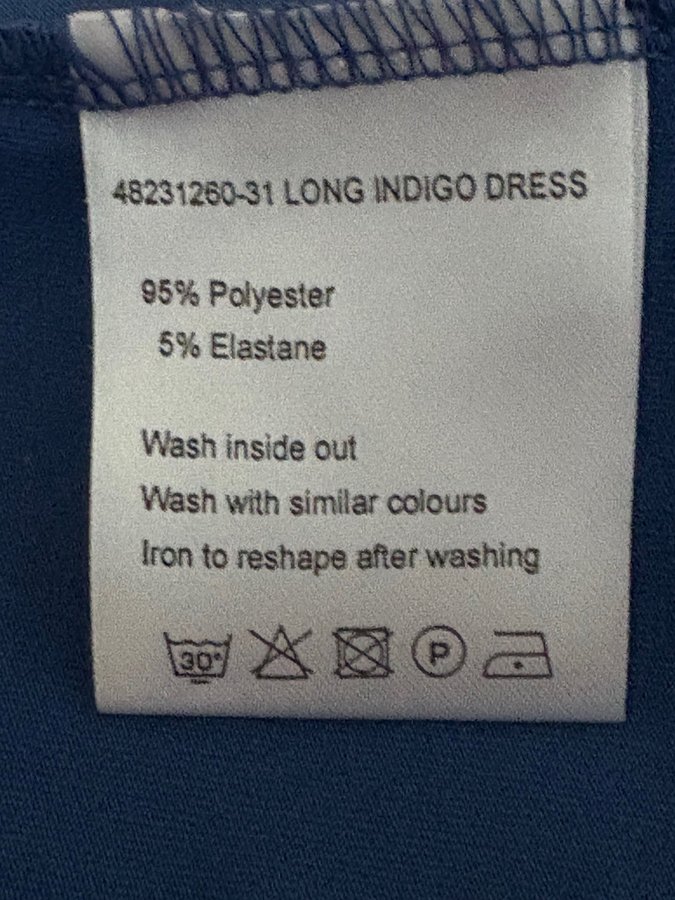 48231260-31 LONG INDIGO DRESS
95% Polyester
5% Elastane
Wash inside out
Wash with similar colours
Iron to reshape after washing
30° P